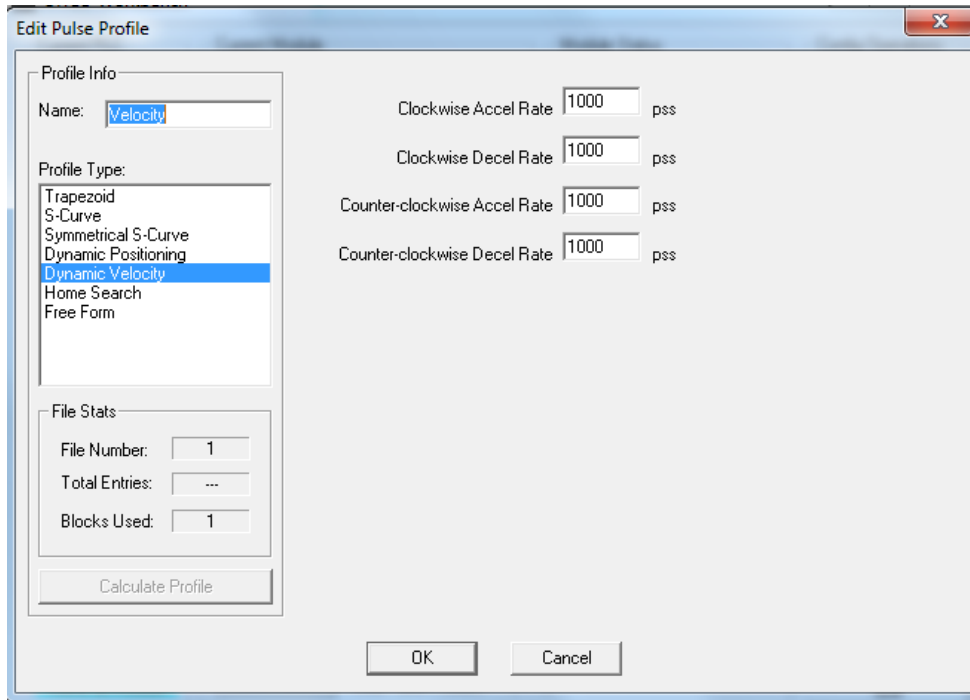 Edit Pulse Profile
Profile Info
Name: Velocity
Profile Type:
Trapezoid
S-Curve
Symmetrical S-Curve
Dynamic Positioning
Dynamic Velocity
Home Search
Free Form
File Stats
File Number: 1
Total Entries: ---
Blocks Used: 1
Calculate Profile
Clockwise Accel Rate 1000 pss
Clockwise Decel Rate 1000 pss
Counter-clockwise Accel Rate 1000 pss
Counter-clockwise Decel Rate 1000 pss
OK Cancel